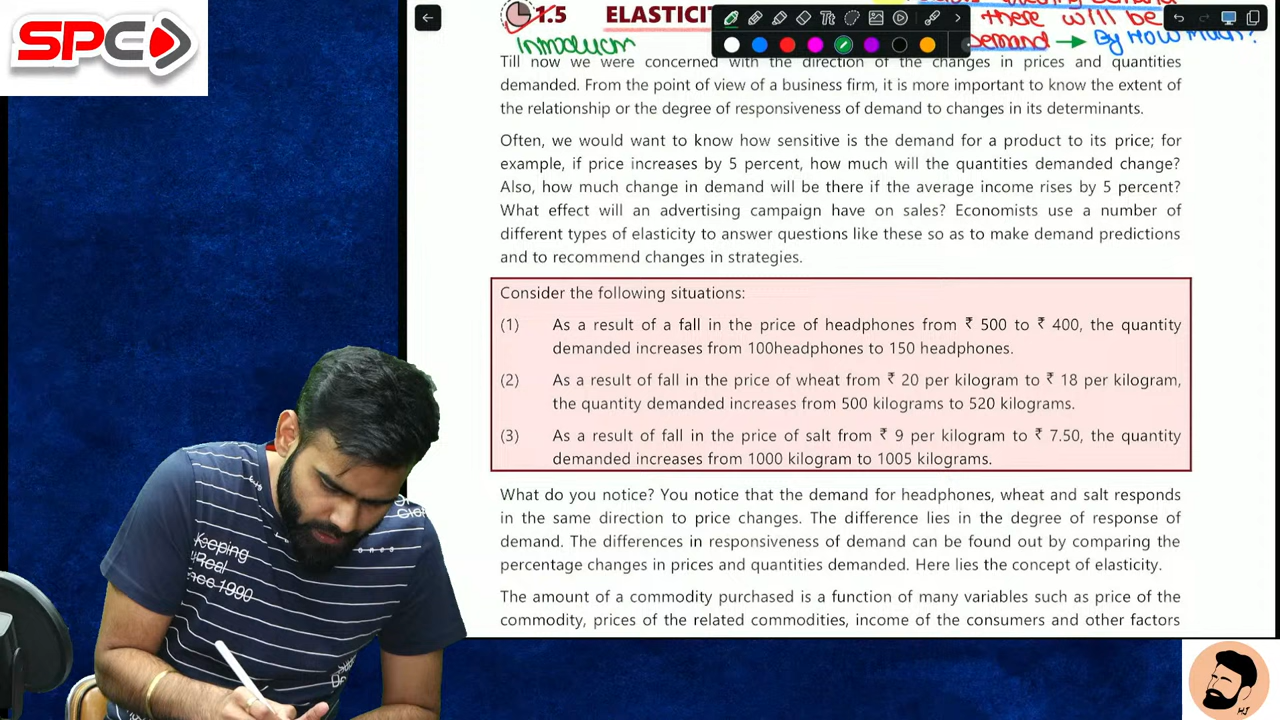 SPC
1.5 ELASTICIT
there will be
Introduction
Demand → By How Much?
Till now we were concerned with the direction of the changes in prices and quantities
demanded. From the point of view of a business firm, it is more important to know the extent of
the relationship or the degree of responsiveness of demand to changes in its determinants.
Often, we would want to know how sensitive is the demand for a product to its price; for
example, if price increases by 5 percent, how much will the quantities demanded change?
Also, how much change in demand will be there if the average income rises by 5 percent?
What effect will an advertising campaign have on sales? Economists use a number of
different types of elasticity to answer questions like these so as to make demand predictions
and to recommend changes in strategies.
Consider the following situations:
(1) As a result of a fall in the price of headphones from ₹ 500 to ₹ 400, the quantity
demanded increases from 100headphones to 150 headphones.
(2) As a result of fall in the price of wheat from ₹ 20 per kilogram to ₹ 18 per kilogram,
the quantity demanded increases from 500 kilograms to 520 kilograms.
(3) As a result of fall in the price of salt from ₹ 9 per kilogram to ₹ 7.50, the quantity
demanded increases from 1000 kilogram to 1005 kilograms.
What do you notice? You notice that the demand for headphones, wheat and salt responds
in the same direction to price changes. The difference lies in the degree of response of
demand. The differences in responsiveness of demand can be found out by comparing the
percentage changes in prices and quantities demanded. Here lies the concept of elasticity.
The amount of a commodity purchased is a function of many variables such as price of the
commodity, prices of the related commodities, income of the consumers and other factors
Keeping
Real
Since 1990
HJ